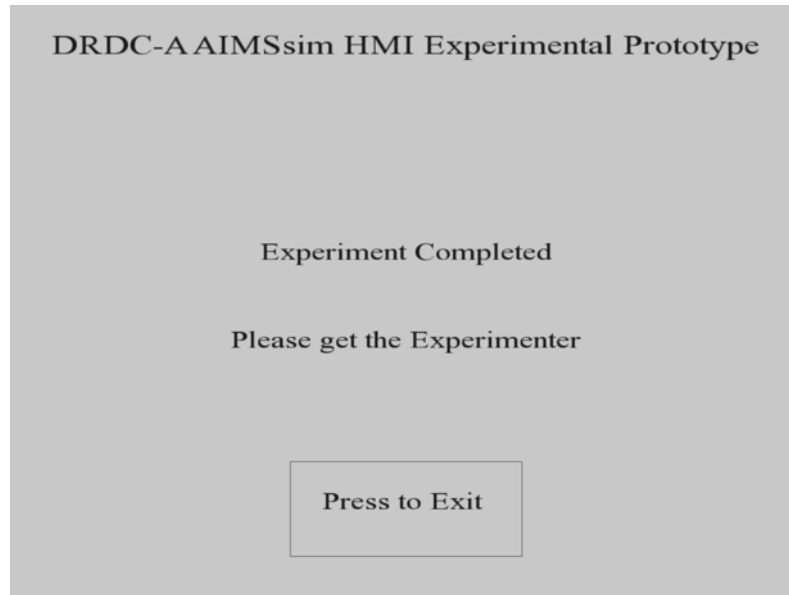 DRDC-A AIMSsim HMI Experimental Prototype
Experiment Completed
Please get the Experimenter
Press to Exit